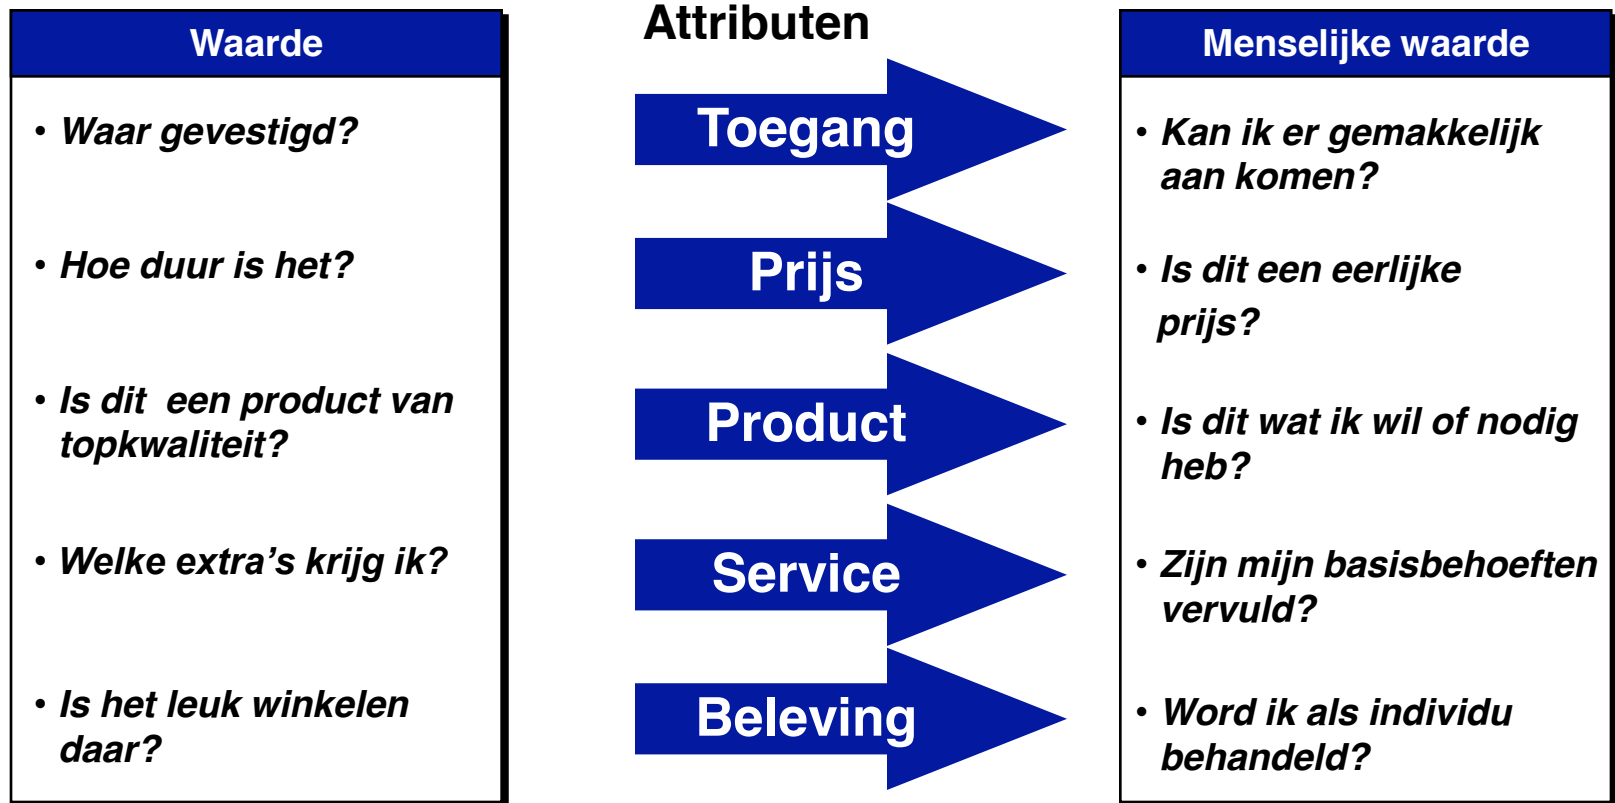 Waarde
• Waar gevestigd?
• Hoe duur is het?
• Is dit een product van
topkwaliteit?
• Welke extra’s krijg ik?
• Is het leuk winkelen
daar?
Attributen
Toegang
Prijs
Product
Service
Beleving
Menselijke waarde
• Kan ik er gemakkelijk
aan komen?
• Is dit een eerlijke
prijs?
• Is dit wat ik wil of nodig
heb?
• Zijn mijn basisbehoeften
vervuld?
• Word ik als individu
behandeld?